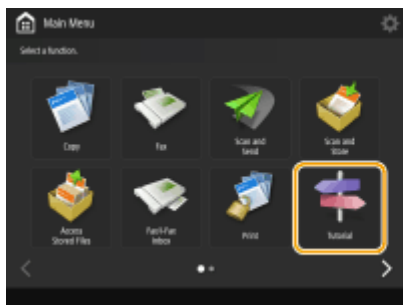 Main Menu
Select a function.
Copy
Fax
Scan and
Send
Scan and
Store
Access
Stored Files
Fax/I-Fax
Inbox
Print
Tutorial